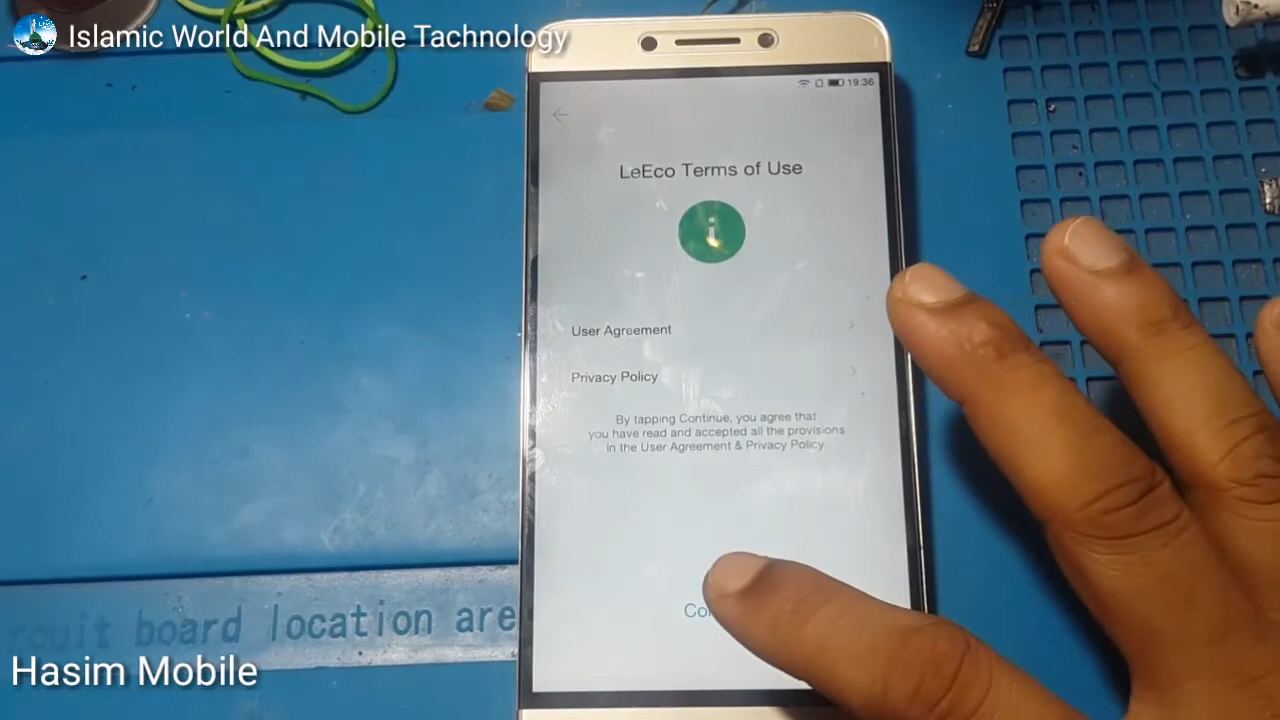 Islamic World And Mobile Tachnology
19:36
LeEco Terms of Use
i
User Agreement
Privacy Policy
By tapping Continue, you agree that
you have read and accepted all the provisions
in the User Agreement & Privacy Policy.
board location are
Hasim Mobile